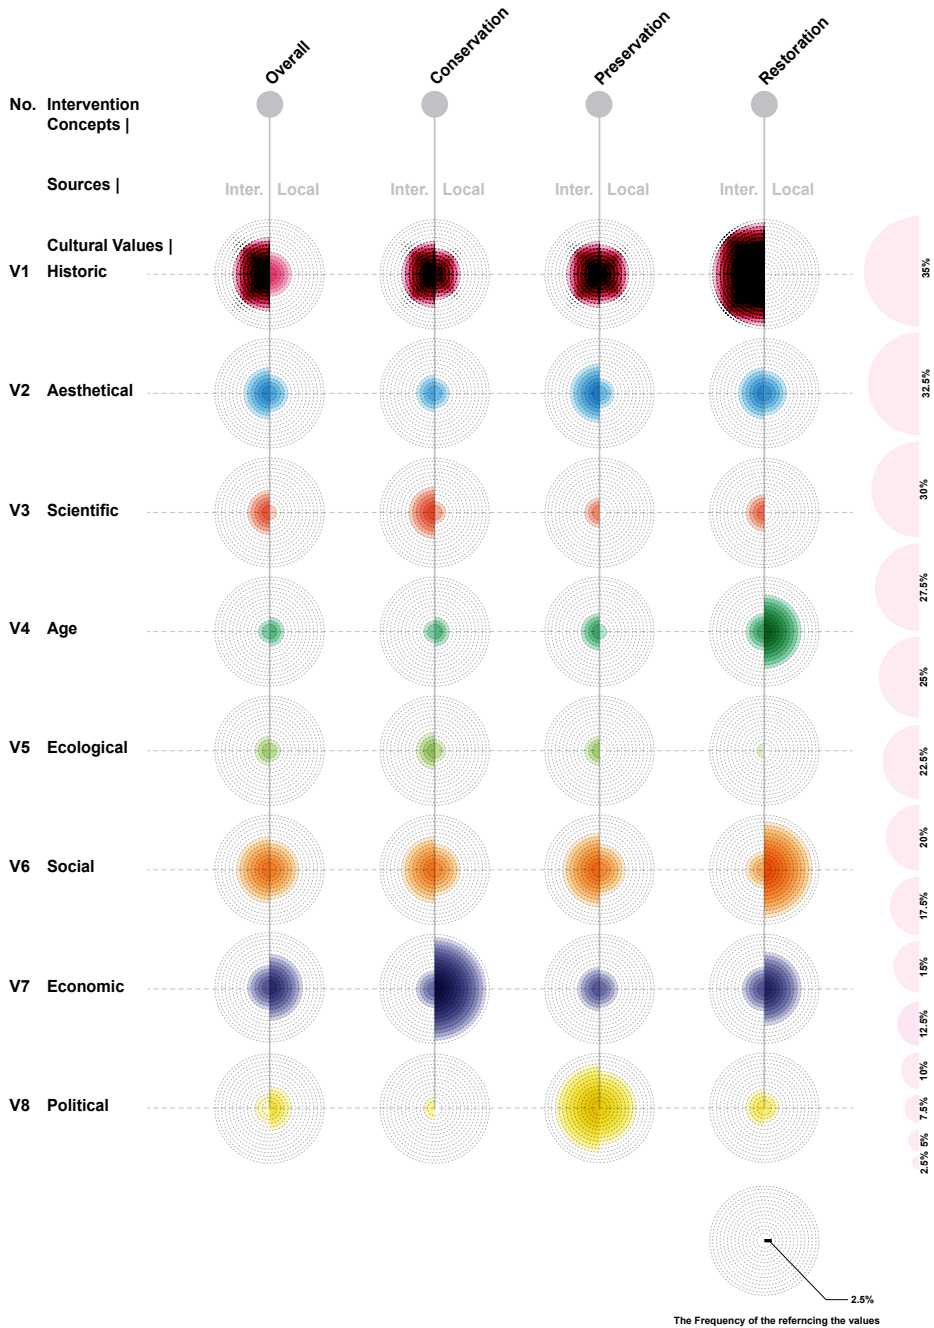 Overall
Conservation
Preservation
Restoration
No. Intervention
Concepts |
Sources |
Inter. Local
Inter. Local
Inter. Local
Inter. Local
Cultural Values |
V1 Historic
V2 Aesthetical
V3 Scientific
V4 Age
V5 Ecological
V6 Social
V7 Economic
V8 Political
35%
32.5%
30%
27.5%
25%
22.5%
20%
17.5%
15%
12.5%
10%
7.5%
5%
2.5%
2.5%
The Frequency of the referncing the values